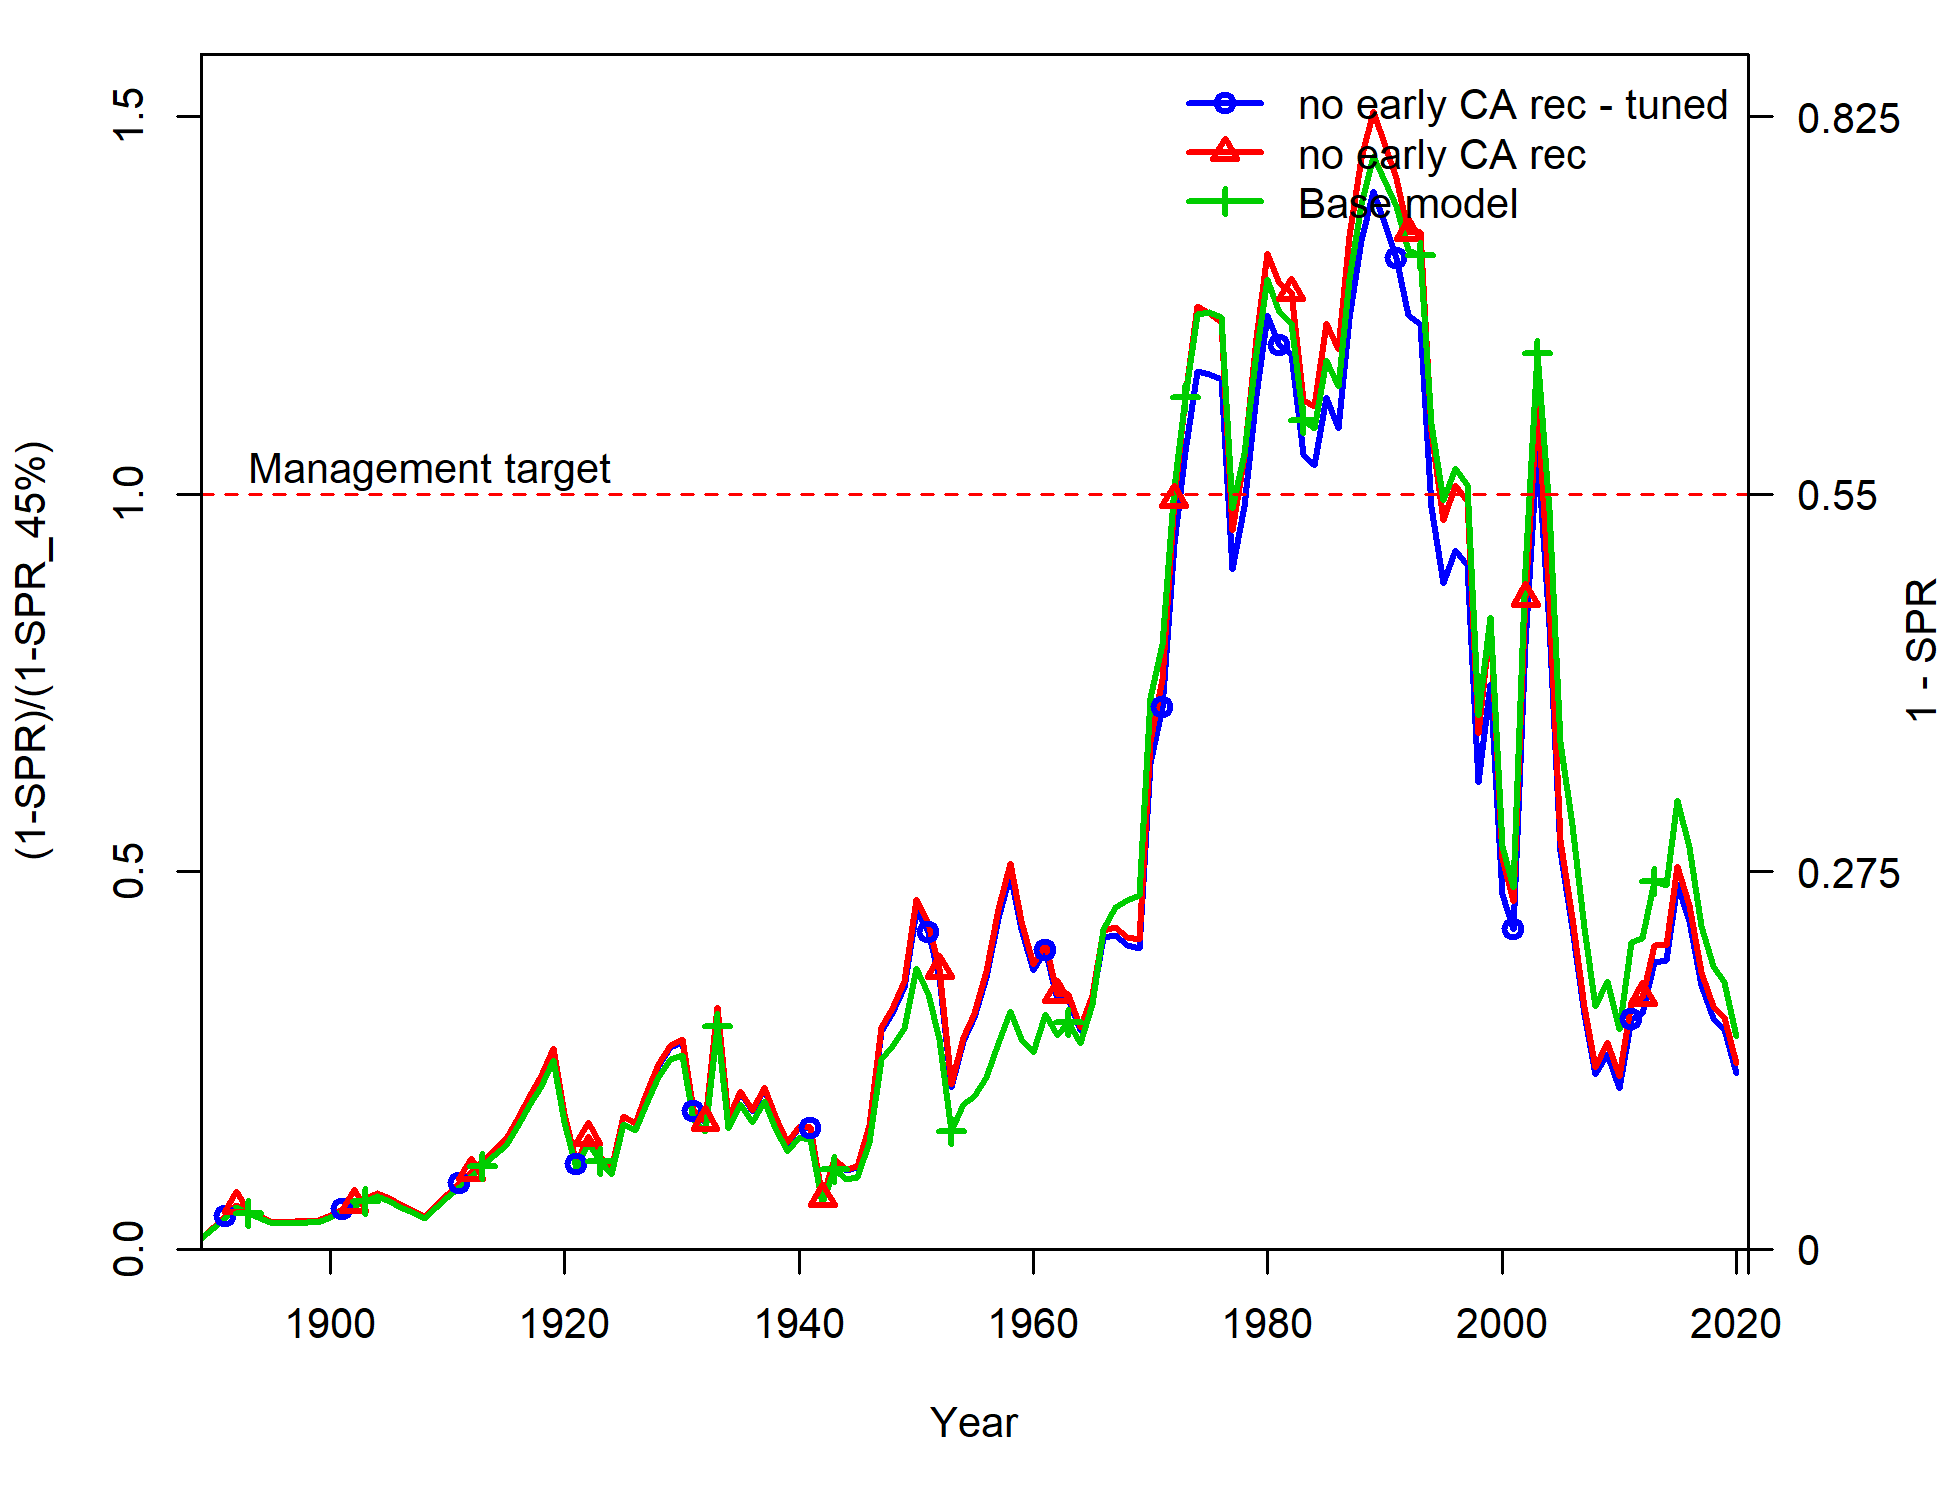 no early CA rec - tuned
no early CA rec
Base model
Management target
(1-SPR)/(1-SPR_45%)
1.5
1.0
0.5
0.0
0.825
0.55
0.275
0
1 - SPR
1900
1920
1940
1960
1980
2000
2020
Year